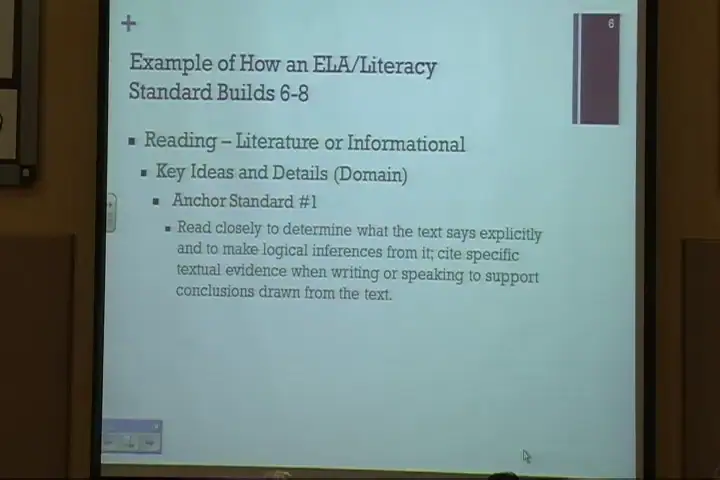 +
6
Example of How an ELA/Literacy
Standard Builds 6-8
▪ Reading – Literature or Informational
▪ Key Ideas and Details (Domain)
▪ Anchor Standard #1
▪ Read closely to determine what the text says explicitly
and to make logical inferences from it; cite specific
textual evidence when writing or speaking to support
conclusions drawn from the text.